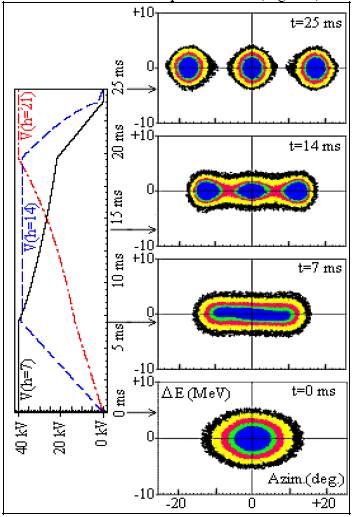 +10
t=25 ms
0
-10
+10
t=14 ms
0
-10
+10
t=7 ms
0
-10
+10
ΔE (MeV)
t=0 ms
0
Azim.(deg.)
-10
-20
0
+20
V(h=21)
V(h=14)
V(h=7)
25 ms
20 ms
15 ms
10 ms
5 ms
0 ms
40 kV
20 kV
0 kV